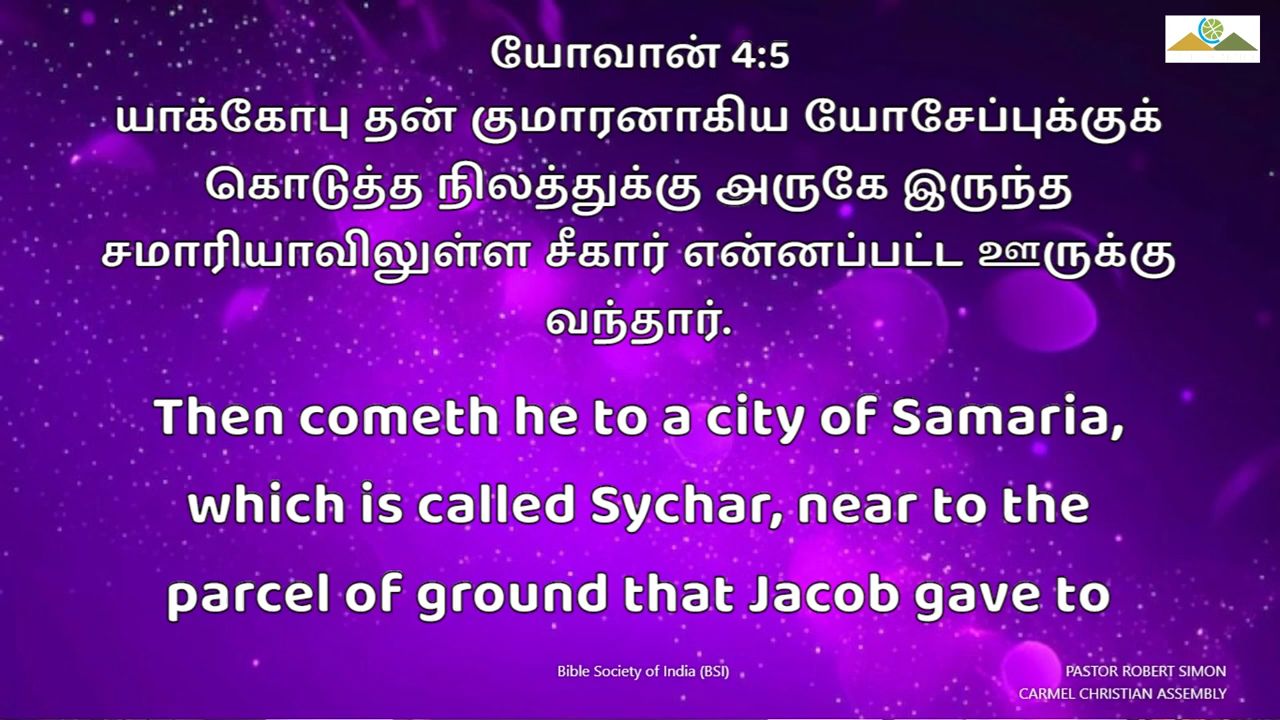 யோவான் 4:5
யாக்கோபு தன் குமாரனாகிய யோசேப்புக்குக்
கொடுத்த நிலத்துக்கு அருகே இருந்த
சமாரியாவிலுள்ள சீகார் என்னப்பட்ட ஊருக்கு
வந்தார்.
Then cometh he to a city of Samaria,
which is called Sychar, near to the
parcel of ground that Jacob gave to
Bible Society of India (BSI)
PASTOR ROBERT SIMON
CARMEL CHRISTIAN ASSEMBLY